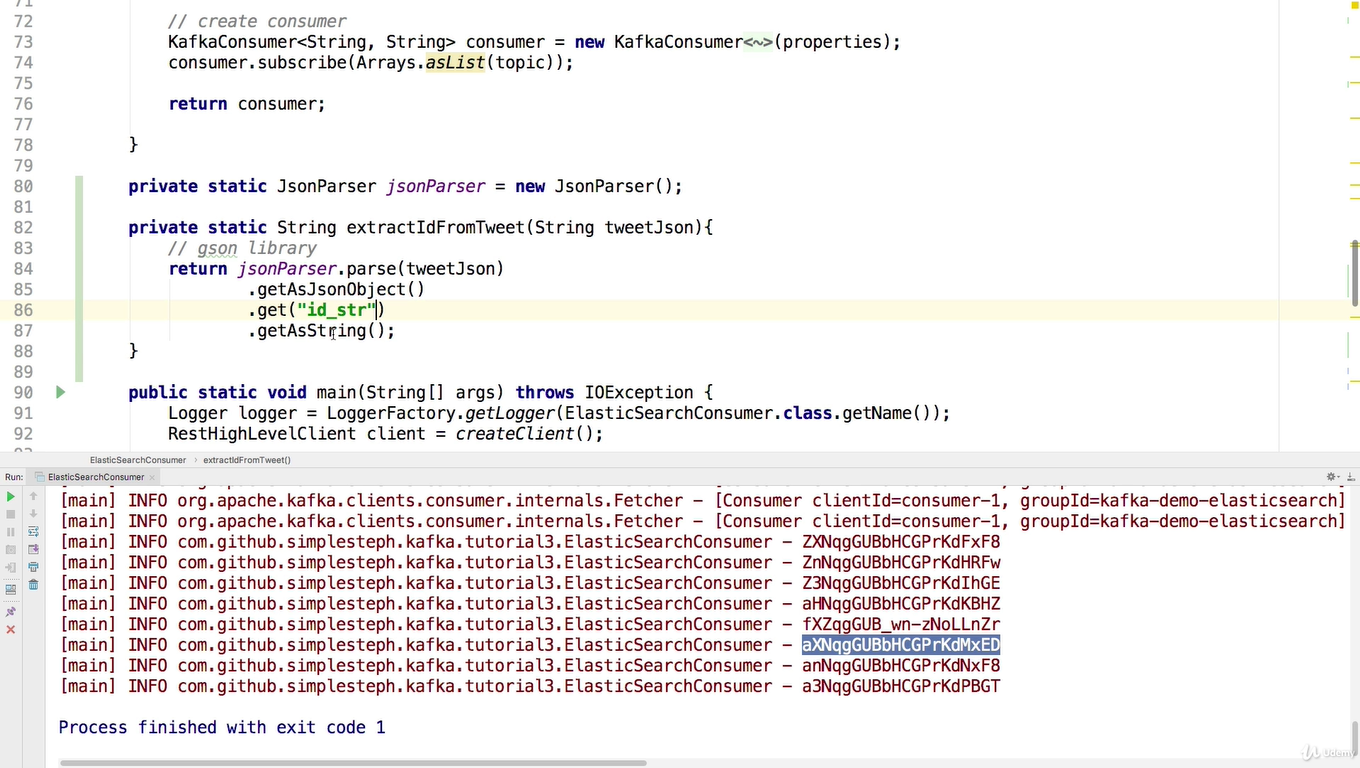 71
72 // create consumer
73 KafkaConsumer<String, String> consumer = new KafkaConsumer<~>(properties);
74 consumer.subscribe(Arrays.asList(topic));
75
76 return consumer;
77
78 }
79
80 private static JsonParser jsonParser = new JsonParser();
81
82 private static String extractIdFromTweet(String tweetJson){
83 // gson library
84 return jsonParser.parse(tweetJson)
85 .getAsJsonObject()
86 .get("id_str")
87 .getAsString();
88 }
89
90 public static void main(String[] args) throws IOException {
91 Logger logger = LoggerFactory.getLogger(ElasticSearchConsumer.class.getName());
92 RestHighLevelClient client = createClient();
ElasticSearchConsumer › extractIdFromTweet()
Run: ElasticSearchConsumer ×
[main] INFO org.apache.kafka.clients.consumer.internals.Fetcher - [Consumer clientId=consumer-1, groupId=kafka-demo-elasticsearch]
[main] INFO org.apache.kafka.clients.consumer.internals.Fetcher - [Consumer clientId=consumer-1, groupId=kafka-demo-elasticsearch]
[main] INFO com.github.simplesteph.kafka.tutorial3.ElasticSearchConsumer - ZXNqgGUBbHCGPrKdFxF8
[main] INFO com.github.simplesteph.kafka.tutorial3.ElasticSearchConsumer - ZnNqgGUBbHCGPrKdHRFw
[main] INFO com.github.simplesteph.kafka.tutorial3.ElasticSearchConsumer - Z3NqgGUBbHCGPrKdIhGE
[main] INFO com.github.simplesteph.kafka.tutorial3.ElasticSearchConsumer - aHNqgGUBbHCGPrKdKBHZ
[main] INFO com.github.simplesteph.kafka.tutorial3.ElasticSearchConsumer - fXZqgGUB_wn-zNoLLnZr
[main] INFO com.github.simplesteph.kafka.tutorial3.ElasticSearchConsumer - aXNqgGUBbHCGPrKdMxED
[main] INFO com.github.simplesteph.kafka.tutorial3.ElasticSearchConsumer - anNqgGUBbHCGPrKdNxF8
[main] INFO com.github.simplesteph.kafka.tutorial3.ElasticSearchConsumer - a3NqgGUBbHCGPrKdPBGT
Process finished with exit code 1
Udemy